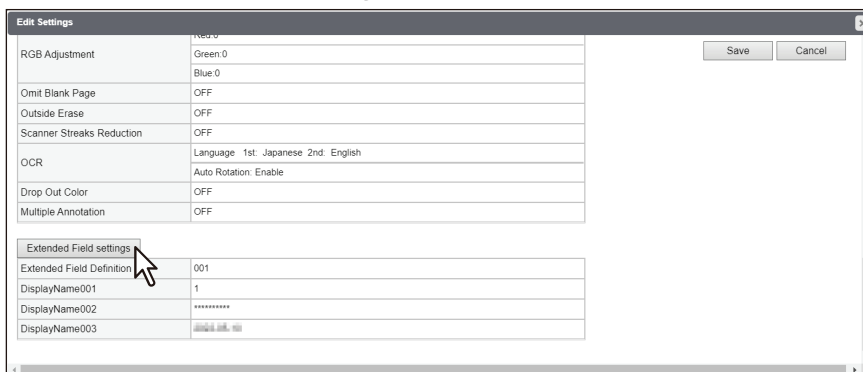 Edit Settings
RGB Adjustment
Red:0
Green:0
Blue:0
Save
Cancel
Omit Blank Page
OFF
Outside Erase
OFF
Scanner Streaks Reduction
OFF
OCR
Language 1st: Japanese 2nd: English
Auto Rotation: Enable
Drop Out Color
OFF
Multiple Annotation
OFF
Extended Field settings
Extended Field Definition
001
DisplayName001
1
DisplayName002
**********
DisplayName003